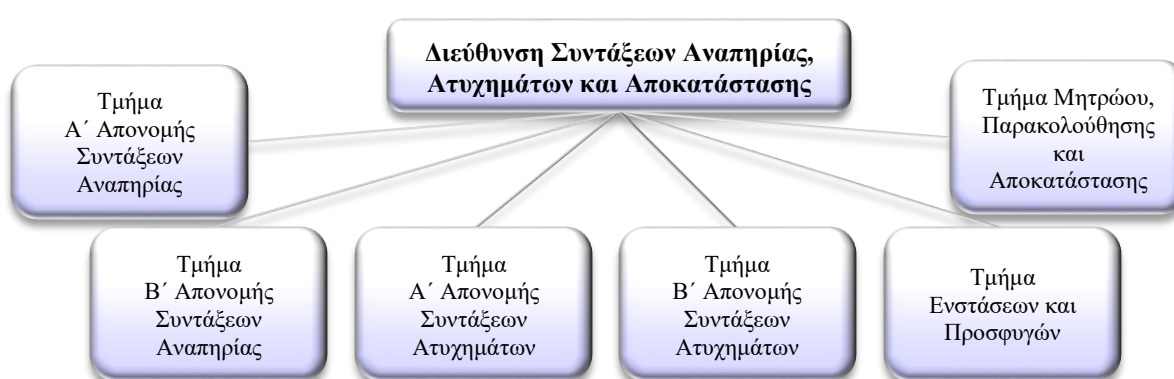 Διεύθυνση Συντάξεων Αναπηρίας,
Ατυχημάτων και Αποκατάστασης
Τμήμα
Α΄ Απονομής
Συντάξεων
Αναπηρίας
Τμήμα
Β΄ Απονομής
Συντάξεων
Αναπηρίας
Τμήμα
Α΄ Απονομής
Συντάξεων
Ατυχημάτων
Τμήμα
Β΄ Απονομής
Συντάξεων
Ατυχημάτων
Τμήμα
Ενστάσεων και
Προσφυγών
Τμήμα Μητρώου,
Παρακολούθησης
και
Αποκατάστασης